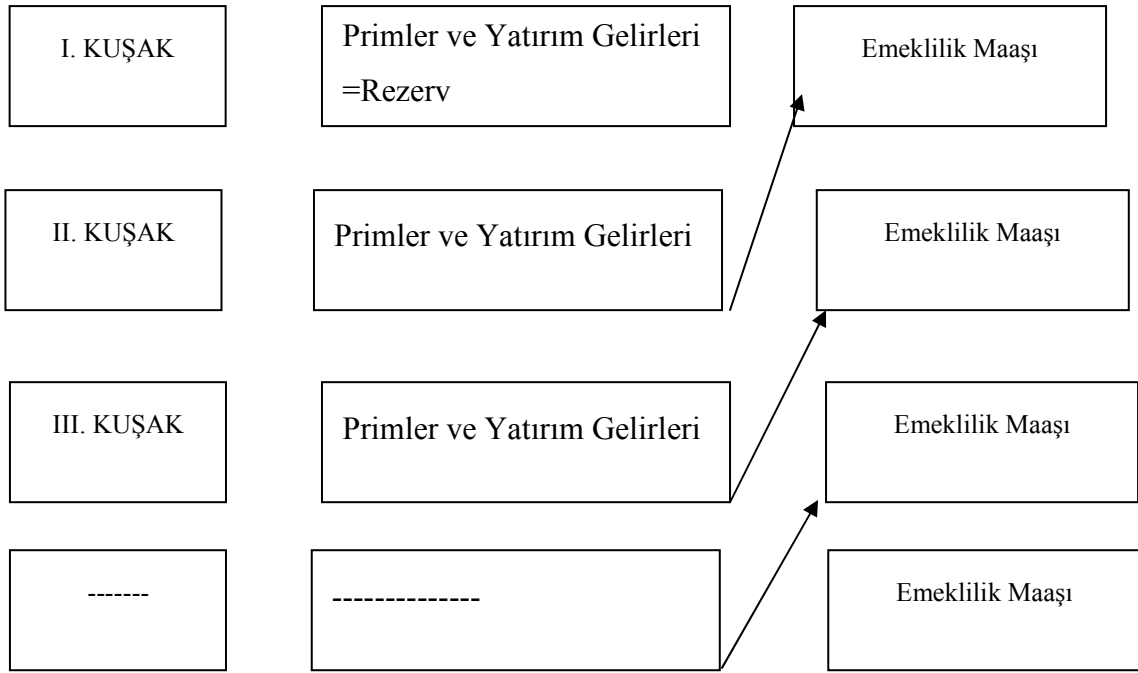 I. KUŞAK
Primler ve Yatırım Gelirleri
=Rezerv
Emeklilik Maaşı
II. KUŞAK
Primler ve Yatırım Gelirleri
Emeklilik Maaşı
III. KUŞAK
Primler ve Yatırım Gelirleri
Emeklilik Maaşı
-------
--------------
Emeklilik Maaşı